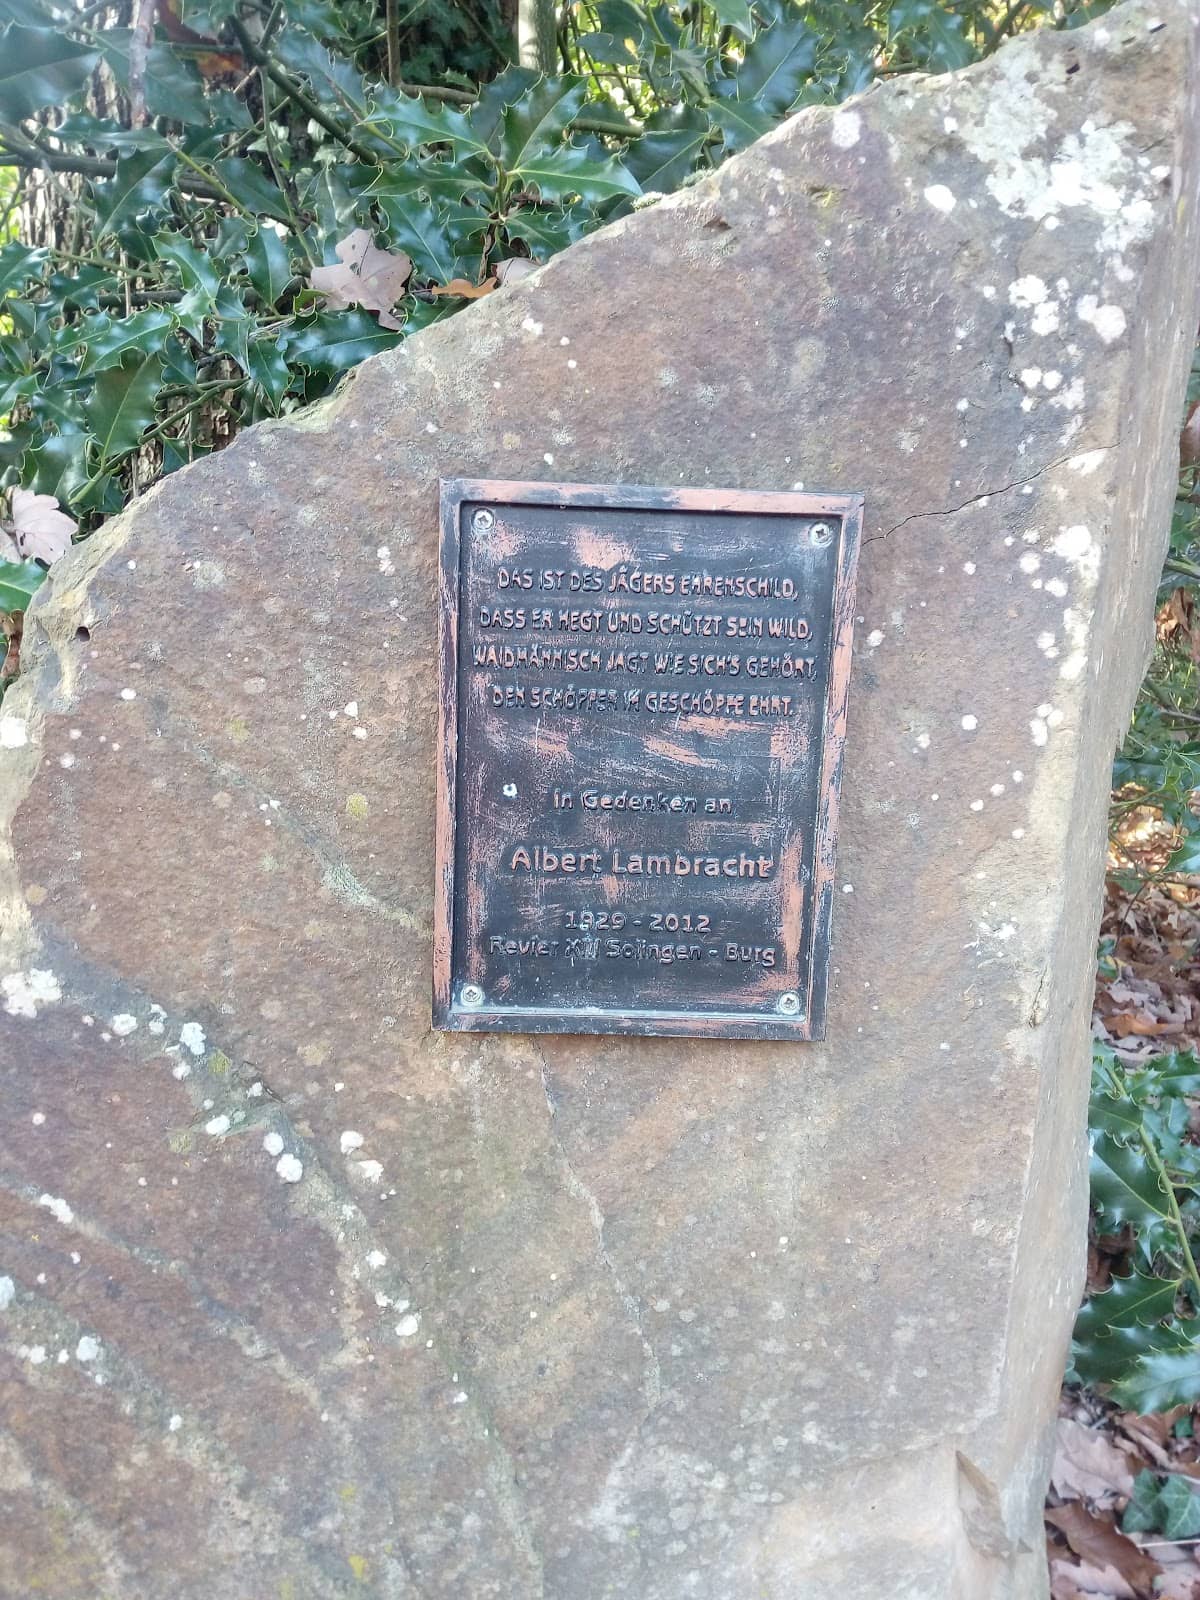 DAS IST DES JÄGERS EHRENSCHILD,
DASS ER HEGT UND SCHÜTZT SEIN WILD,
WAIDMÄNNISCH JAGT WIE SICH'S GEHÖRT,
DEN SCHÖPFER IM GESCHÖPFE EHRT.
In Gedenken an
Albert Lambracht
1929 - 2012
Revier Solingen - Burg